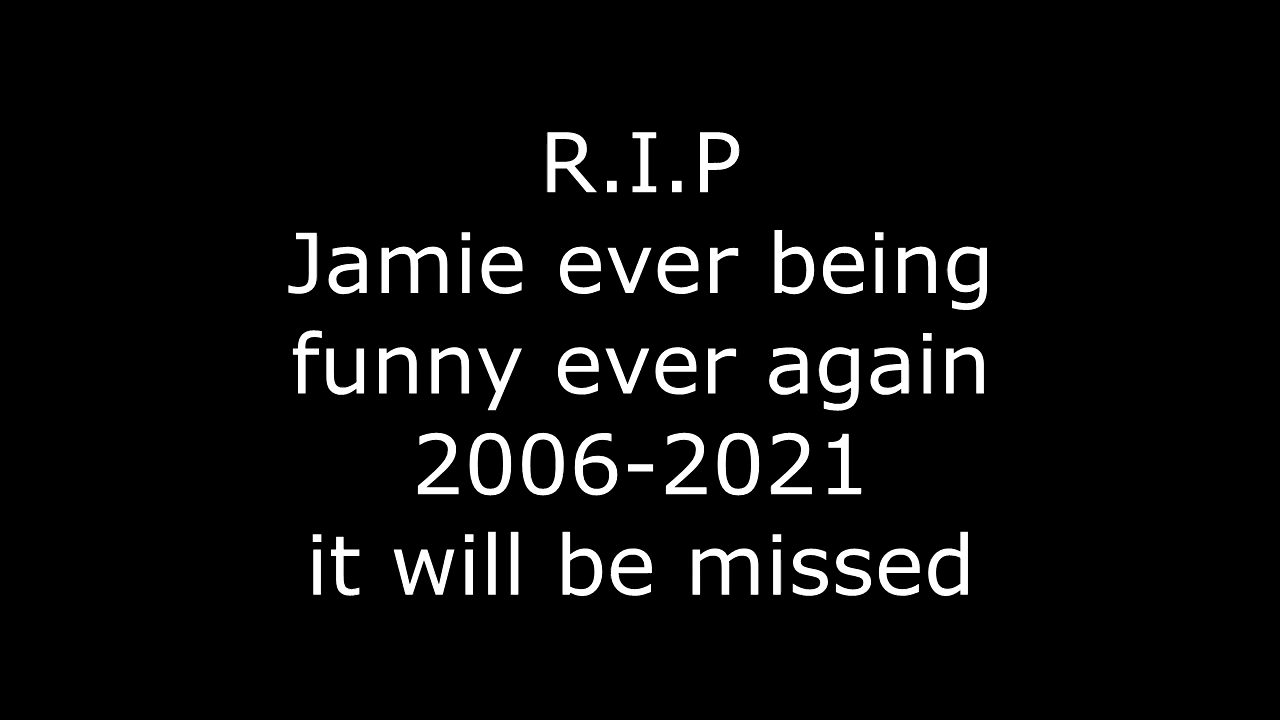 R.I.P
Jamie ever being
funny ever again
2006-2021
it will be missed